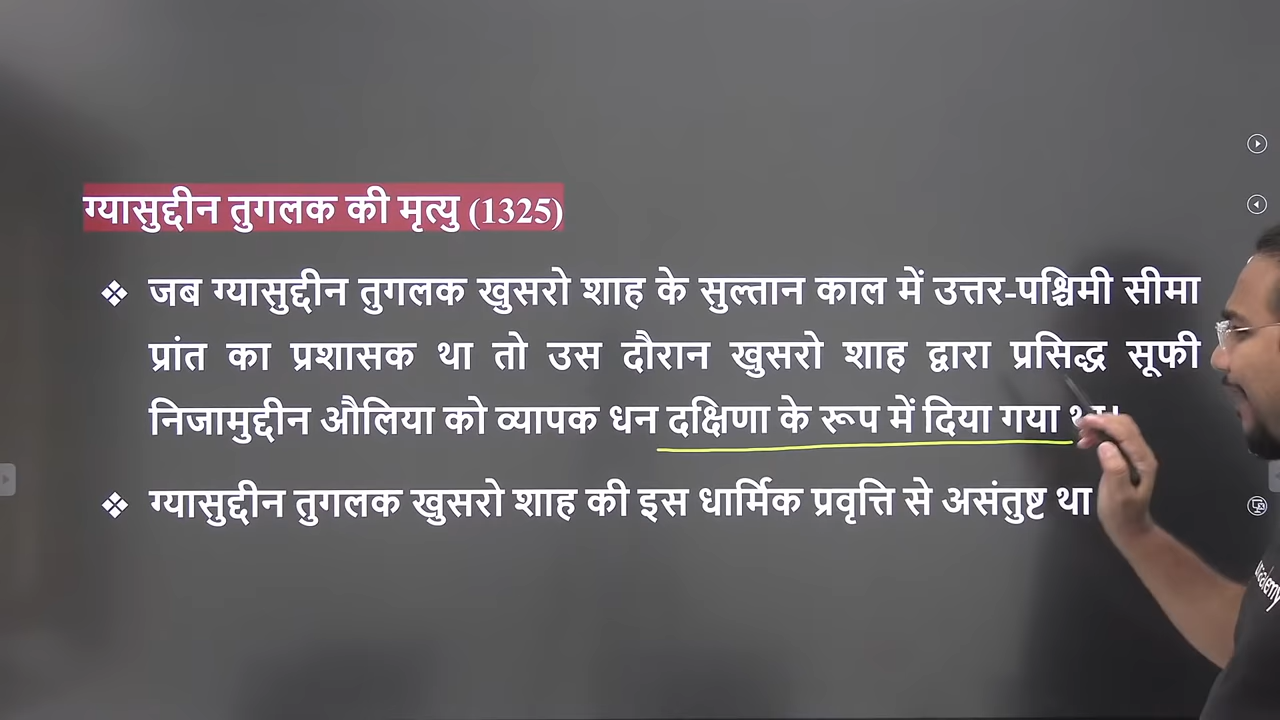 ग्यासुद्दीन तुगलक की मृत्यु (1325)
❖ जब ग्यासुद्दीन तुगलक खुसरो शाह के सुल्तान काल में उत्तर-पश्चिमी सीमा
प्रांत का प्रशासक था तो उस दौरान खुसरो शाह द्वारा प्रसिद्ध सूफी
निजामुद्दीन औलिया को व्यापक धन दक्षिणा के रूप में दिया गया था।
❖ ग्यासुद्दीन तुगलक खुसरो शाह की इस धार्मिक प्रवृत्ति से असंतुष्ट था